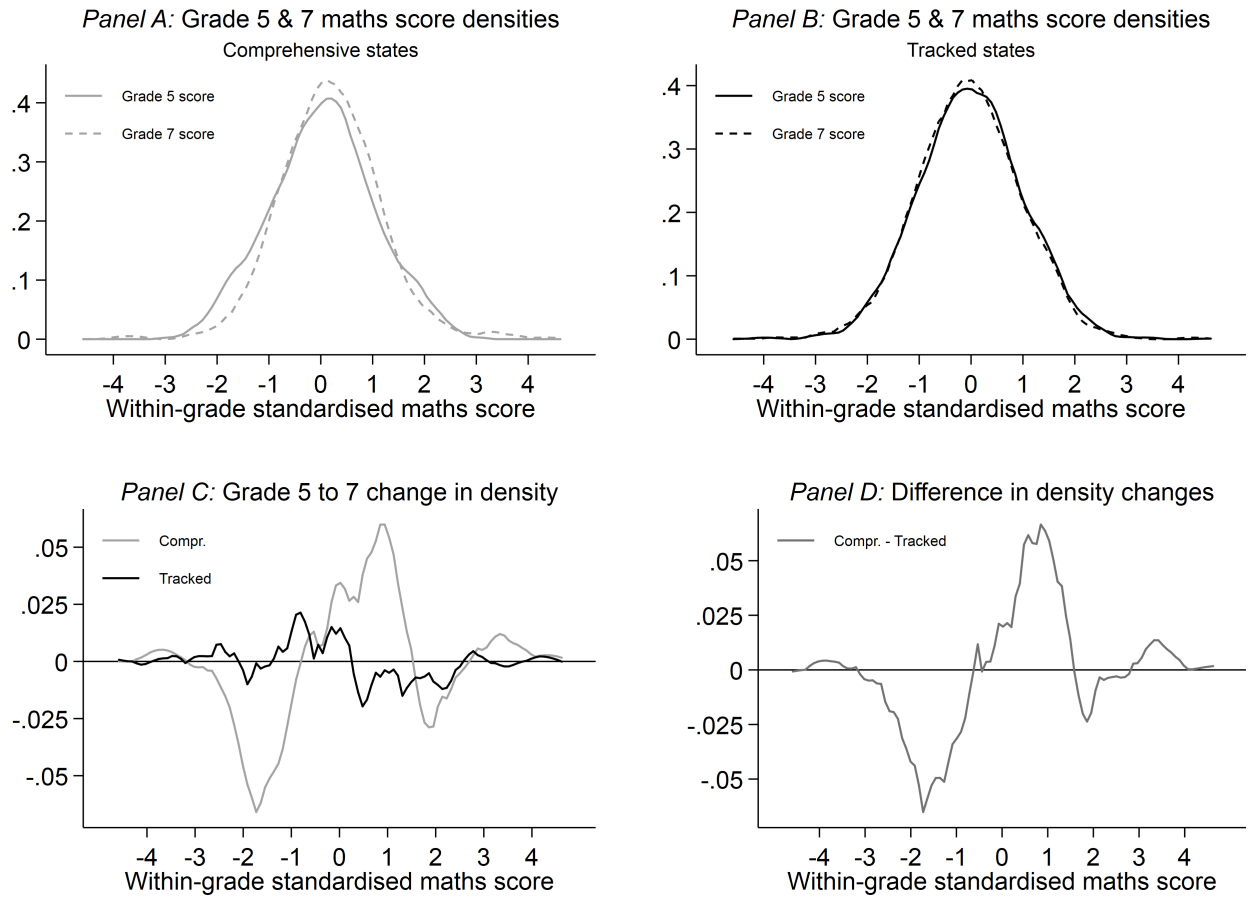 Panel A: Grade 5 & 7 maths score densities
Comprehensive states
Grade 5 score
Grade 7 score
.4
.3
.2
.1
0
-4 -3 -2 -1 0 1 2 3 4
Within-grade standardised maths score
Panel B: Grade 5 & 7 maths score densities
Tracked states
Grade 5 score
Grade 7 score
.4
.3
.2
.1
0
-4 -3 -2 -1 0 1 2 3 4
Within-grade standardised maths score
Panel C: Grade 5 to 7 change in density
Compr.
Tracked
.05
.025
0
-.025
-.05
-4 -3 -2 -1 0 1 2 3 4
Within-grade standardised maths score
Panel D: Difference in density changes
Compr. - Tracked
.05
.025
0
-.025
-.05
-4 -3 -2 -1 0 1 2 3 4
Within-grade standardised maths score